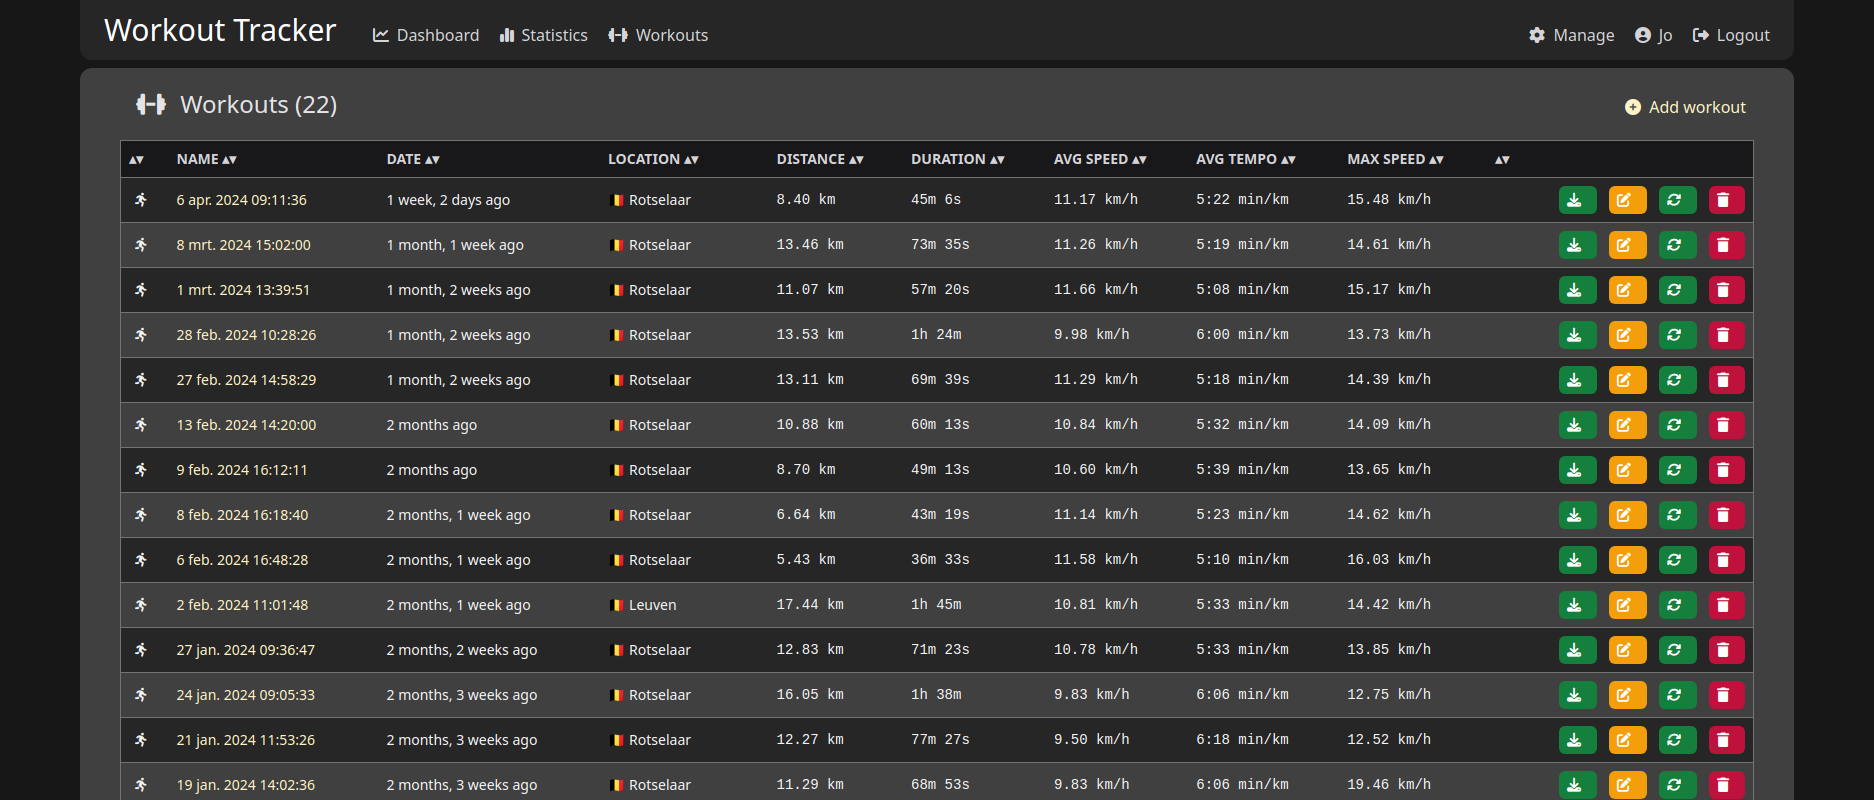 Workout Tracker Dashboard Statistics Workouts Manage Jo Logout
Workouts (22) Add workout
▲▼ NAME ▲▼ DATE ▲▼ LOCATION ▲▼ DISTANCE ▲▼ DURATION ▲▼ AVG SPEED ▲▼ AVG TEMPO ▲▼ MAX SPEED ▲▼ ▲▼
6 apr. 2024 09:11:36 1 week, 2 days ago Rotselaar 8.40 km 45m 6s 11.17 km/h 5:22 min/km 15.48 km/h
8 mrt. 2024 15:02:00 1 month, 1 week ago Rotselaar 13.46 km 73m 35s 11.26 km/h 5:19 min/km 14.61 km/h
1 mrt. 2024 13:39:51 1 month, 2 weeks ago Rotselaar 11.07 km 57m 20s 11.66 km/h 5:08 min/km 15.17 km/h
28 feb. 2024 10:28:26 1 month, 2 weeks ago Rotselaar 13.53 km 1h 24m 9.98 km/h 6:00 min/km 13.73 km/h
27 feb. 2024 14:58:29 1 month, 2 weeks ago Rotselaar 13.11 km 69m 39s 11.29 km/h 5:18 min/km 14.39 km/h
13 feb. 2024 14:20:00 2 months ago Rotselaar 10.88 km 60m 13s 10.84 km/h 5:32 min/km 14.09 km/h
9 feb. 2024 16:12:11 2 months ago Rotselaar 8.70 km 49m 13s 10.60 km/h 5:39 min/km 13.65 km/h
8 feb. 2024 16:18:40 2 months, 1 week ago Rotselaar 6.64 km 43m 19s 11.14 km/h 5:23 min/km 14.62 km/h
6 feb. 2024 16:48:28 2 months, 1 week ago Rotselaar 5.43 km 36m 33s 11.58 km/h 5:10 min/km 16.03 km/h
2 feb. 2024 11:01:48 2 months, 1 week ago Leuven 17.44 km 1h 45m 10.81 km/h 5:33 min/km 14.42 km/h
27 jan. 2024 09:36:47 2 months, 2 weeks ago Rotselaar 12.83 km 71m 23s 10.78 km/h 5:33 min/km 13.85 km/h
24 jan. 2024 09:05:33 2 months, 3 weeks ago Rotselaar 16.05 km 1h 38m 9.83 km/h 6:06 min/km 12.75 km/h
21 jan. 2024 11:53:26 2 months, 3 weeks ago Rotselaar 12.27 km 77m 27s 9.50 km/h 6:18 min/km 12.52 km/h
19 jan. 2024 14:02:36 2 months, 3 weeks ago Rotselaar 11.29 km 68m 53s 9.83 km/h 6:06 min/km 19.46 km/h